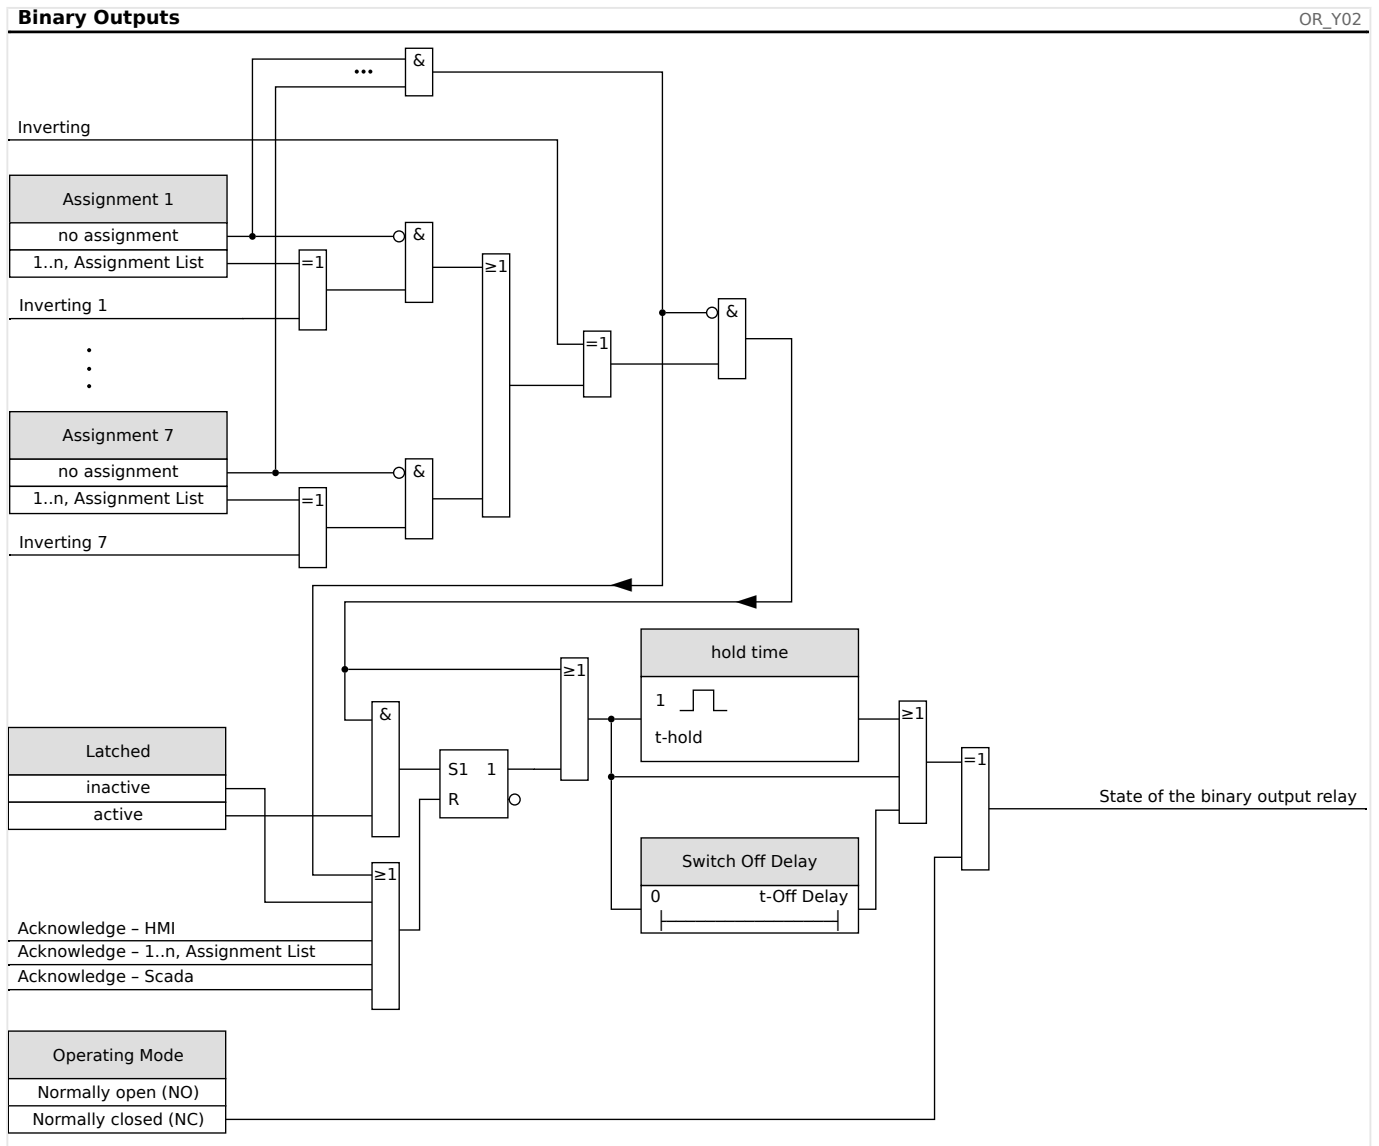 Binary Outputs
OR_Y02
&
•••
Inverting
Assignment 1
no assignment
&
1..n, Assignment List
=1
≥1
Inverting 1
&
=1
Assignment 7
no assignment
&
1..n, Assignment List
=1
Inverting 7
hold time
≥1
1
t-hold
&
≥1
Latched
inactive
active
S1 1
R
=1
State of the binary output relay
Switch Off Delay
0 t-Off Delay
≥1
Acknowledge – HMI
Acknowledge – 1..n, Assignment List
Acknowledge – Scada
Operating Mode
Normally open (NO)
Normally closed (NC)